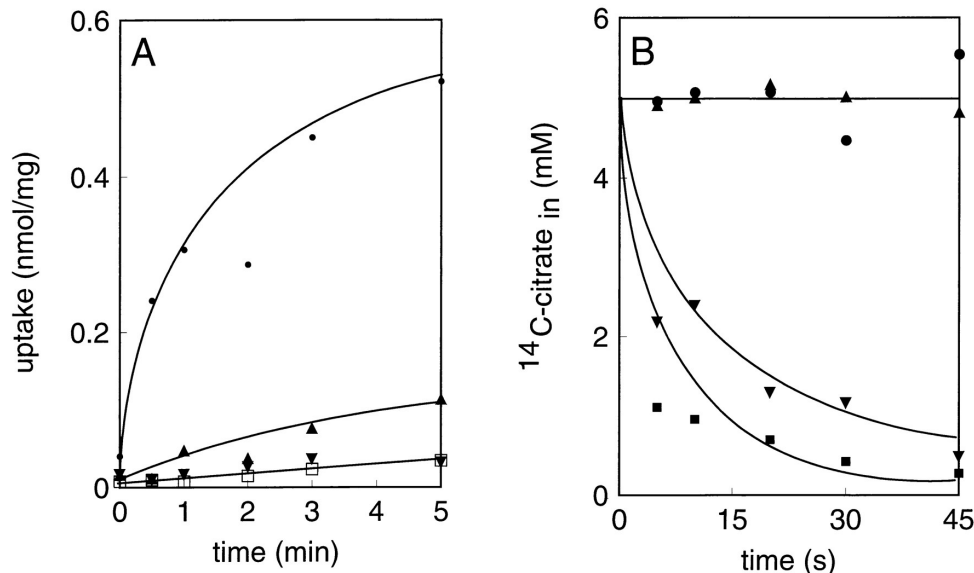 A
uptake (nmol/mg)
0.6
0.4
0.2
0
0 1 2 3 4 5
time (min)
B
14C-citrate in (mM)
6
4
2
0
0 15 30 45
time (s)